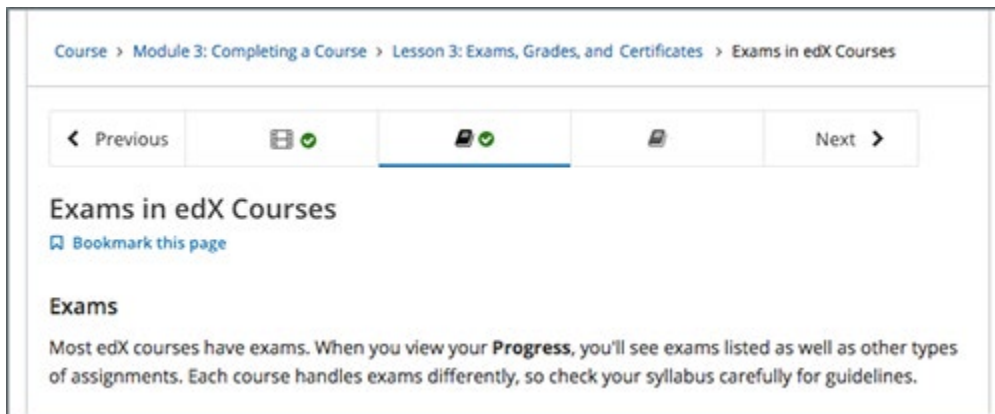 Course > Module 3: Completing a Course > Lesson 3: Exams, Grades, and Certificates > Exams in edX Courses
Previous
Next
Exams in edX Courses
Bookmark this page
Exams
Most edX courses have exams. When you view your Progress, you'll see exams listed as well as other types
of assignments. Each course handles exams differently, so check your syllabus carefully for guidelines.